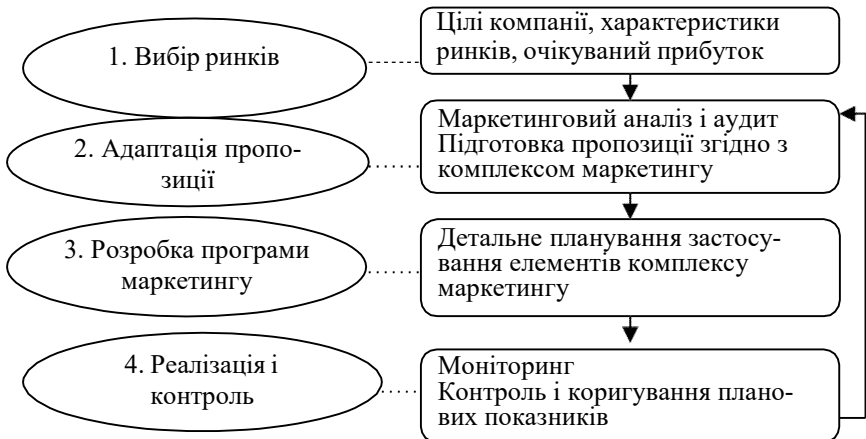 1. Вибір ринків
Цілі компанії, характеристики
ринків, очікуваний прибуток
2. Адаптація пропо-
зиції
Маркетинговий аналіз і аудит
Підготовка пропозиції згідно з
комплексом маркетингу
3. Розробка програми
маркетингу
Детальне планування застосу-
вання елементів комплексу
маркетингу
4. Реалізація і
контроль
Моніторинг
Контроль і коригування плано-
вих показників